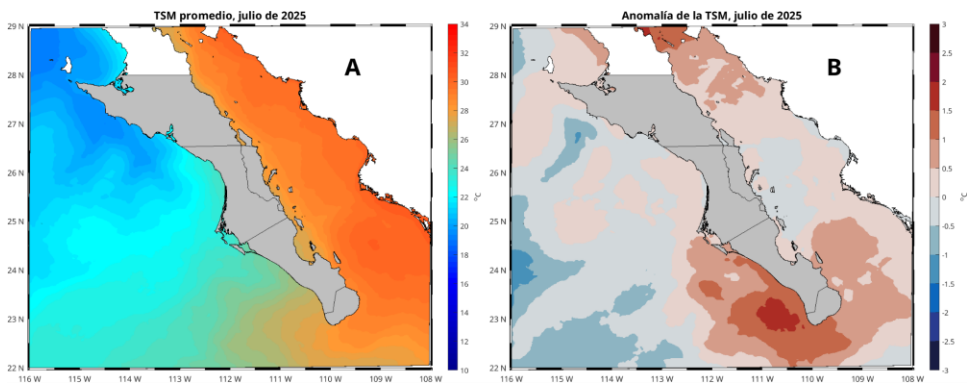 TSM promedio, julio de 2025
A
29 N
28 N
27 N
26 N
25 N
24 N
23 N
22 N
116 W 115 W 114 W 113 W 112 W 111 W 110 W 109 W 108 W
34
32
30
28
26
24
22
20
18
16
14
12
10
°C
Anomalía de la TSM, julio de 2025
B
29 N
28 N
27 N
26 N
25 N
24 N
23 N
22 N
116 W 115 W 114 W 113 W 112 W 111 W 110 W 109 W 108 W
3
2.5
2
1.5
1
0.5
0
-0.5
-1
-1.5
-2
-2.5
-3
°C